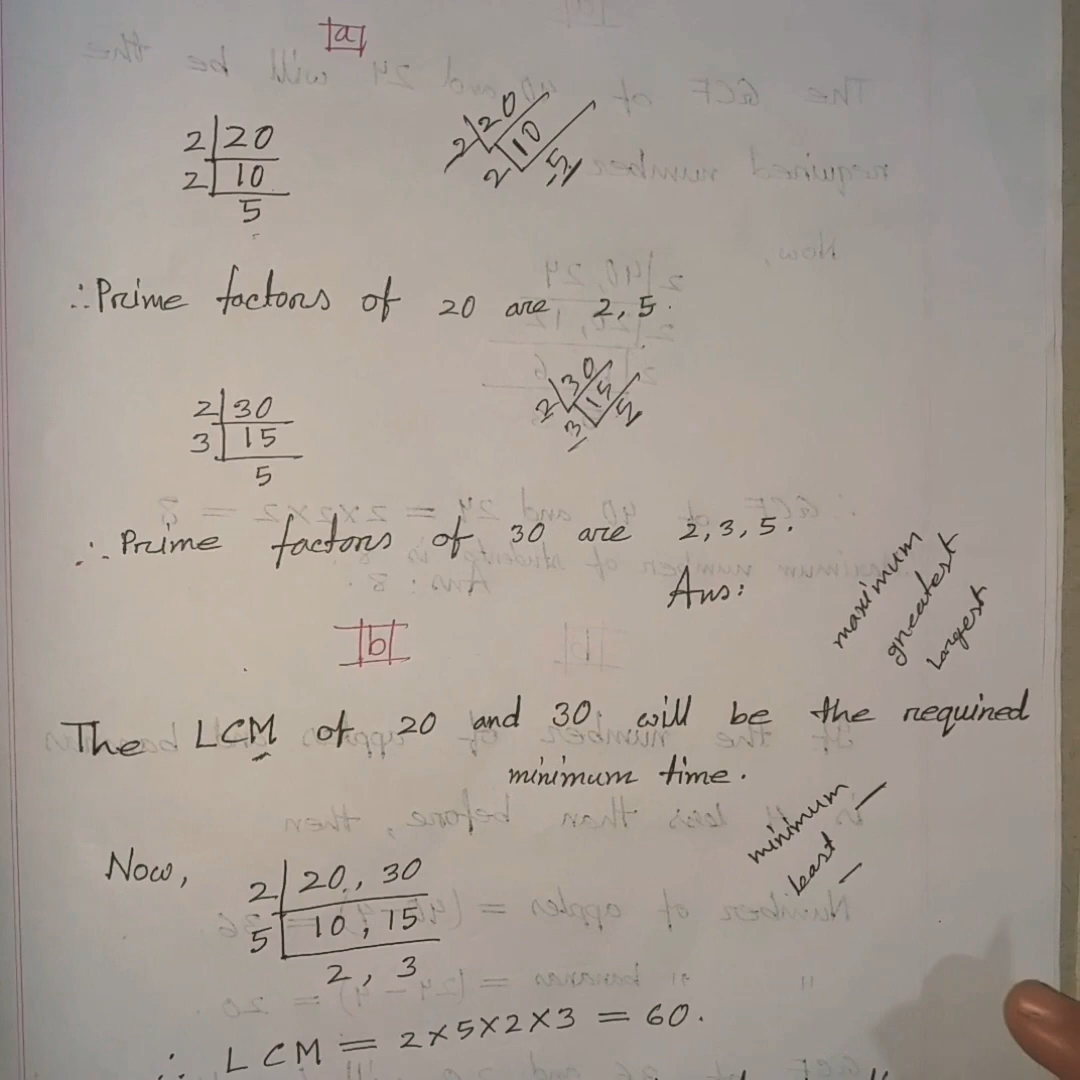 a
2 | 20
2 | 10
5
2 | 20
2 | 10
5
∴ Prime factors of 20 are 2, 5.
2 | 30
3 | 15
5
2 | 30
3 | 15
5
∴ Prime factors of 30 are 2, 3, 5.
Ans:
maximum
greatest
largest
b
The LCM of 20 and 30 will be the required
minimum time.
minimum
least
Now,
2 | 20, 30
5 | 10, 15
2, 3
∴ LCM = 2×5×2×3 = 60.